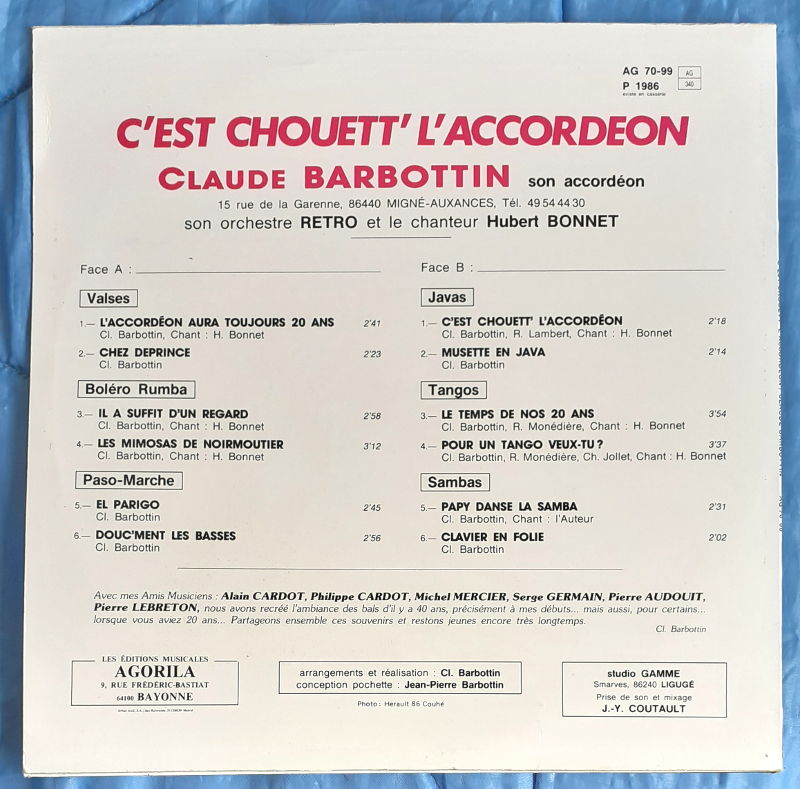 AG 70-99
AG
340
P 1986
existe en cassette
C'EST CHOUETT' L'ACCORDEON
CLAUDE BARBOTTIN son accordéon
15 rue de la Garenne, 86440 MIGNÉ-AUXANCES, Tél. 49 54 44 30
son orchestre RETRO et le chanteur Hubert BONNET
Face A :
Valses
1.— L'ACCORDÉON AURA TOUJOURS 20 ANS 2'41
Cl. Barbottin, Chant : H. Bonnet
2.— CHEZ DEPRINCE 2'23
Cl. Barbottin
Boléro Rumba
3.— IL A SUFFIT D'UN REGARD 2'58
Cl. Barbottin, Chant : H. Bonnet
4.— LES MIMOSAS DE NOIRMOUTIER 3'12
Cl. Barbottin, Chant : H. Bonnet
Paso-Marche
5.— EL PARIGO 2'45
Cl. Barbottin
6.— DOUC'MENT LES BASSES 2'56
Cl. Barbottin
Face B :
Javas
1.— C'EST CHOUETT' L'ACCORDÉON 2'18
Cl. Barbottin, R. Lambert, Chant : H. Bonnet
2.— MUSETTE EN JAVA 2'14
Cl. Barbottin
Tangos
3.— LE TEMPS DE NOS 20 ANS 3'54
Cl. Barbottin, R. Monédière, Chant : H. Bonnet
4.— POUR UN TANGO VEUX-TU ? 3'37
Cl. Barbottin, R. Monédière, Ch. Jollet, Chant : H. Bonnet
Sambas
5.— PAPY DANSE LA SAMBA 2'31
Cl. Barbottin, Chant : l'Auteur
6.— CLAVIER EN FOLIE 2'02
Cl. Barbottin
Avec mes Amis Musiciens : Alain CARDOT, Philippe CARDOT, Michel MERCIER, Serge GERMAIN, Pierre AUDOUIT,
Pierre LEBRETON, nous avons recréé l'ambiance des bals d'il y a 40 ans, précisément à mes débuts... mais aussi, pour certains...
lorsque vous aviez 20 ans... Partageons ensemble ces souvenirs et restons jeunes encore très longtemps.
Cl. Barbottin
LES ÉDITIONS MUSICALES
AGORILA
9, RUE FRÉDÉRIC-BASTIAT
64100 BAYONNE
arrangements et réalisation : Cl. Barbottin
conception pochette : Jean-Pierre Barbottin
Photo : Herault 86 Couhé
studio GAMME
Smarves, 86240 LIGUGÉ
Prise de son et mixage
J.-Y. COUTAULT